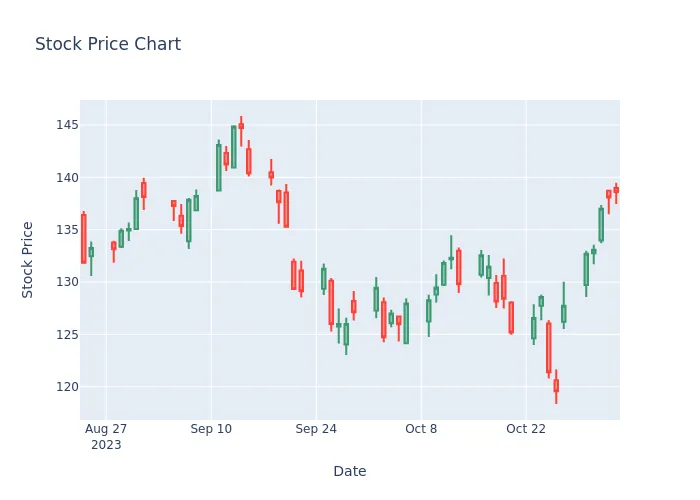 Stock Price Chart
145
140
135
130
125
120
Stock Price
Aug 27
2023
Sep 10
Sep 24
Oct 8
Oct 22
Date